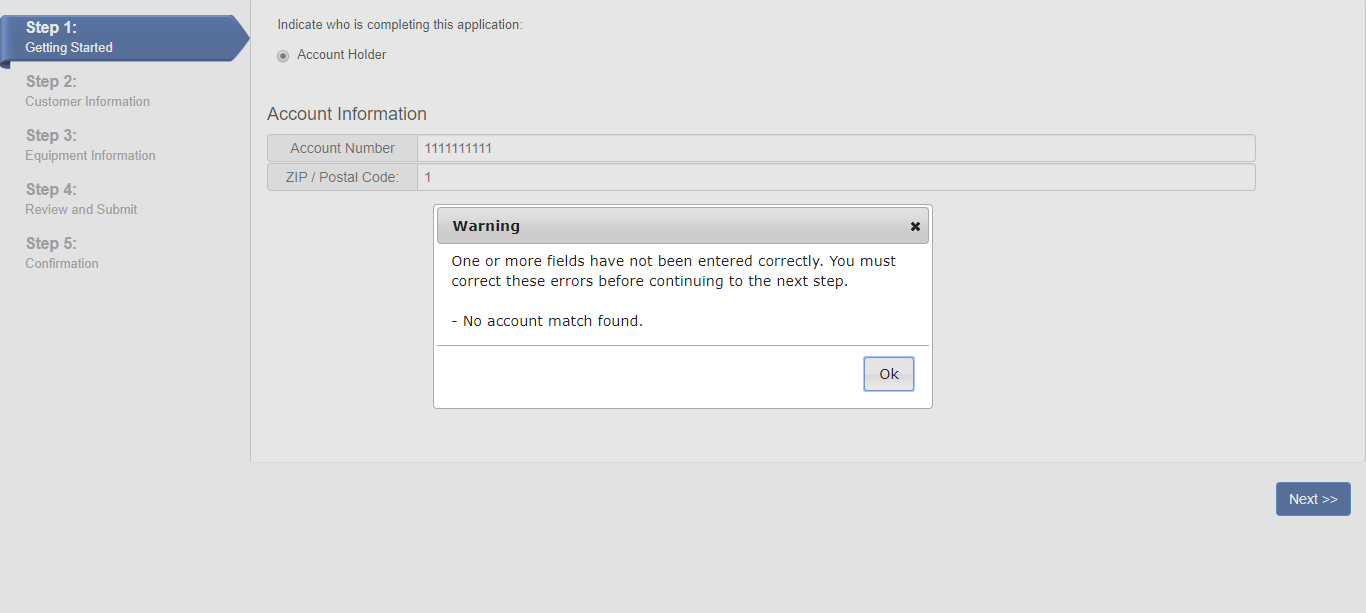 Step 1:
Getting Started
Step 2:
Customer Information
Step 3:
Equipment Information
Step 4:
Review and Submit
Step 5:
Confirmation
Indicate who is completing this application:
Account Holder
Account Information
Account Number 1111111111
ZIP / Postal Code: 1
Warning
One or more fields have not been entered correctly. You must
correct these errors before continuing to the next step.
- No account match found.
Ok
Next >>